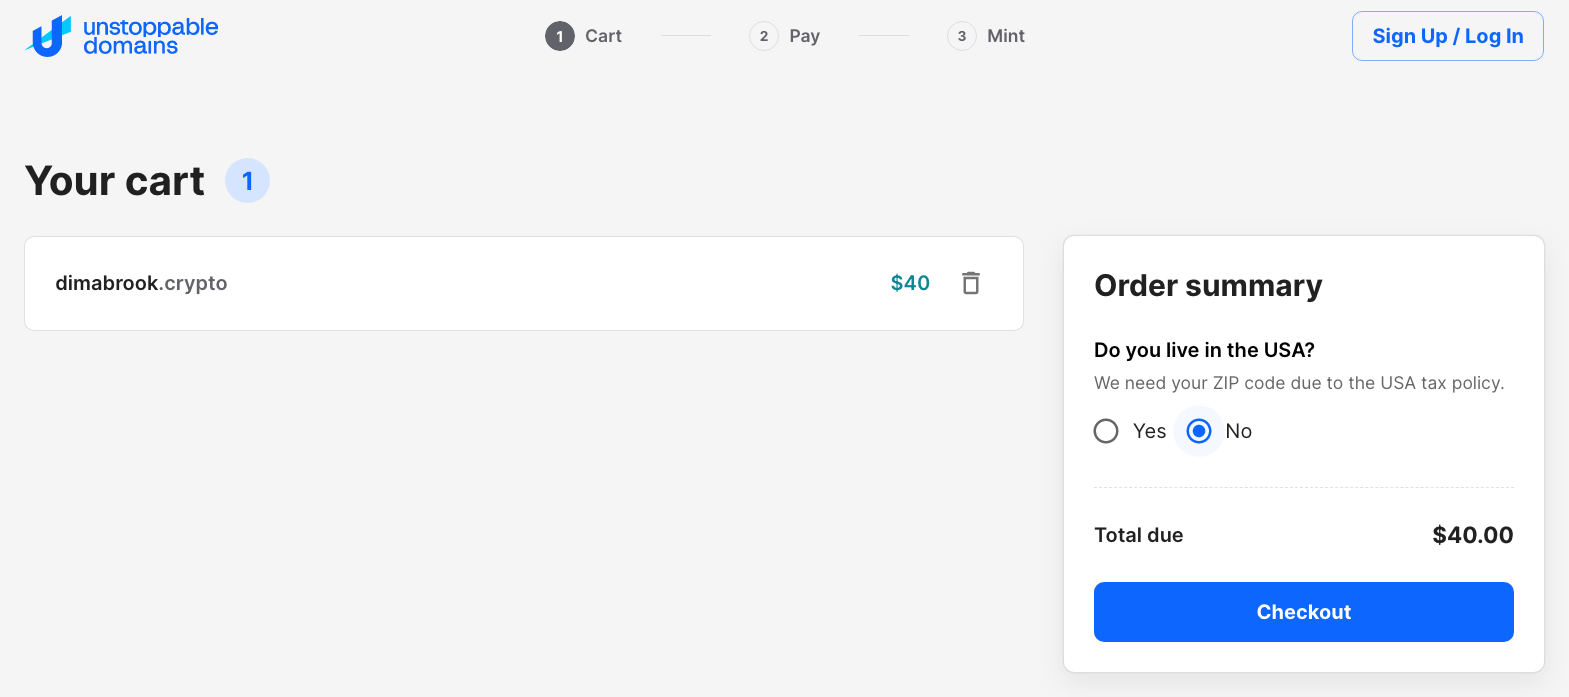 unstoppable
domains
1 Cart
2 Pay
3 Mint
Sign Up / Log In
Your cart 1
dimabrook.crypto $40
Order summary
Do you live in the USA?
We need your ZIP code due to the USA tax policy.
Yes No
Total due $40.00
Checkout